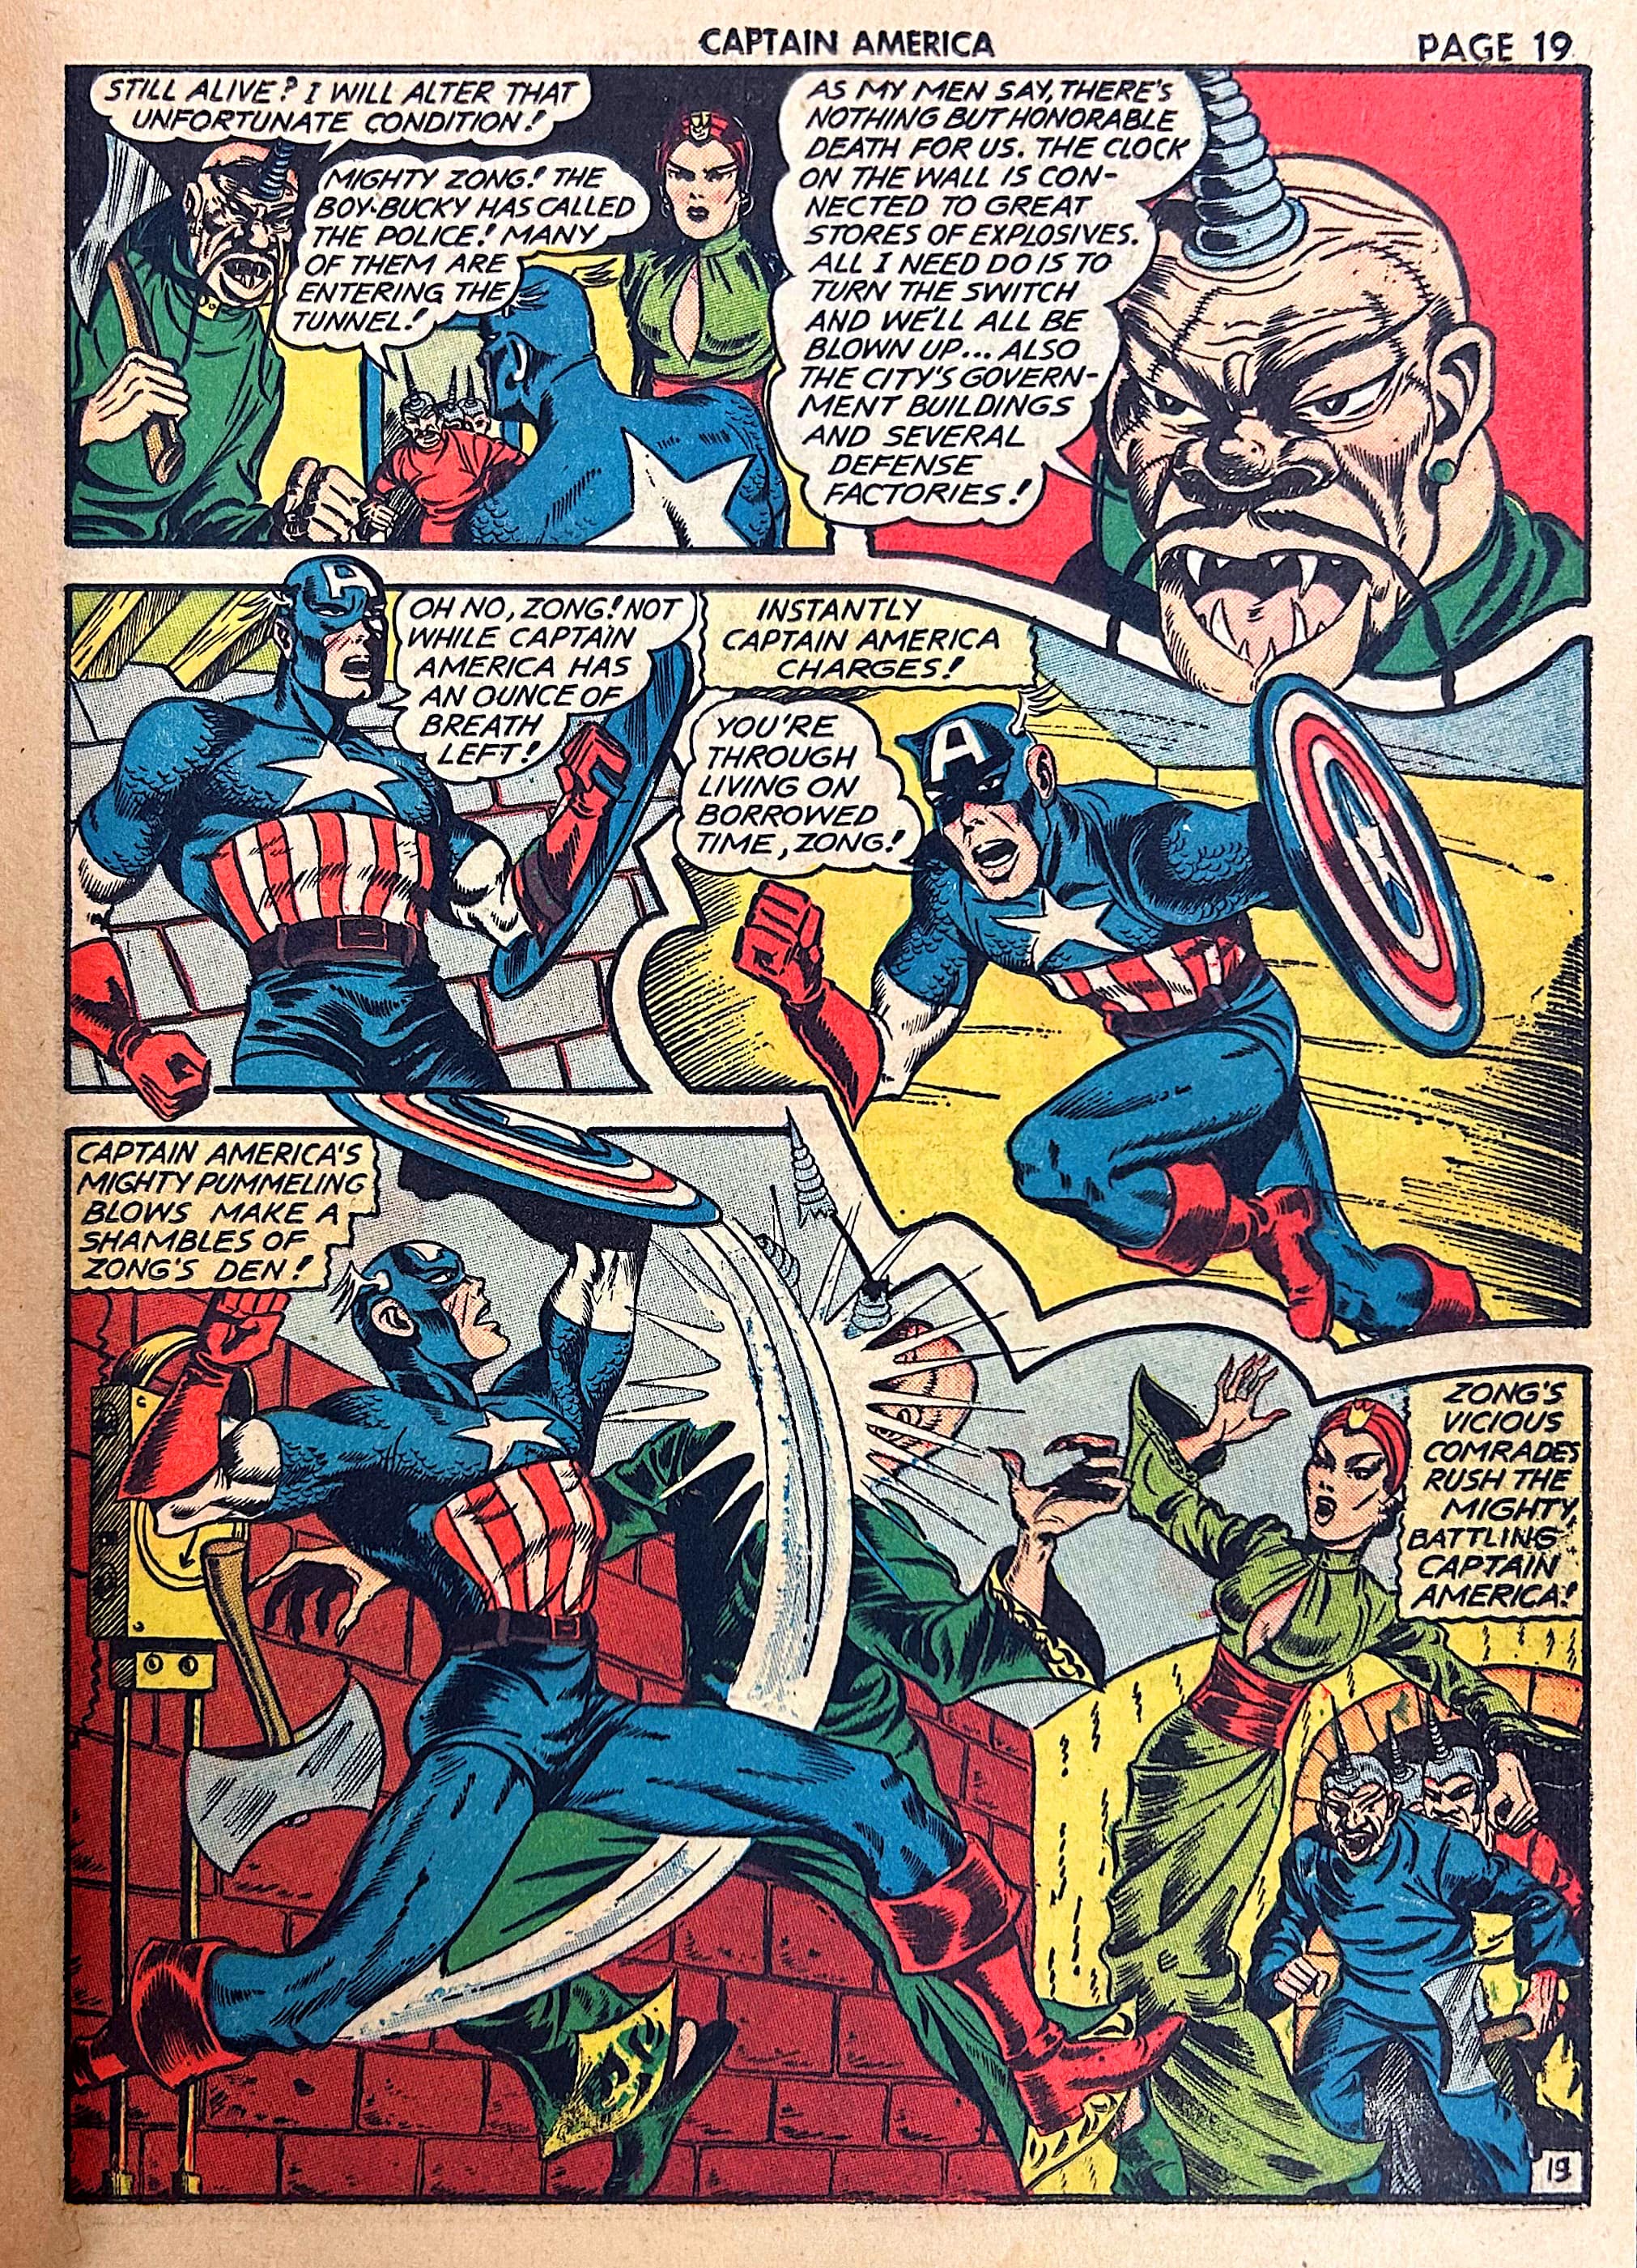 CAPTAIN AMERICA
PAGE 19
STILL ALIVE? I WILL ALTER THAT
UNFORTUNATE CONDITION!
MIGHTY ZONG! THE
BOY-BUCKY HAS CALLED
THE POLICE! MANY
OF THEM ARE
ENTERING THE
TUNNEL!
AS MY MEN SAY, THERE'S
NOTHING BUT HONORABLE
DEATH FOR US. THE CLOCK
ON THE WALL IS CON-
NECTED TO GREAT
STORES OF EXPLOSIVES.
ALL I NEED DO IS TO
TURN THE SWITCH
AND WE'LL ALL BE
BLOWN UP... ALSO
THE CITY'S GOVERN-
MENT BUILDINGS
AND SEVERAL
DEFENSE
FACTORIES!
A
OH NO, ZONG! NOT
WHILE CAPTAIN
AMERICA HAS
AN OUNCE OF
BREATH
LEFT!
INSTANTLY
CAPTAIN AMERICA
CHARGES!
YOU'RE
THROUGH
LIVING ON
BORROWED
TIME, ZONG!
A
CAPTAIN AMERICA'S
MIGHTY PUMMELING
BLOWS MAKE A
SHAMBLES OF
ZONG'S DEN!
ZONG'S
VICIOUS
COMRADES
RUSH THE
MIGHTY,
BATTLING
CAPTAIN
AMERICA!
19